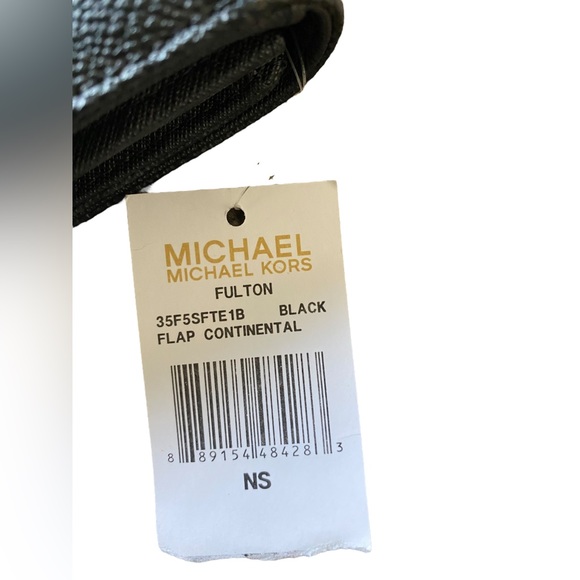 MICHAEL
MICHAEL KORS
FULTON
35F5SFTE1B BLACK
FLAP CONTINENTAL
8 89154 48428 3
NS